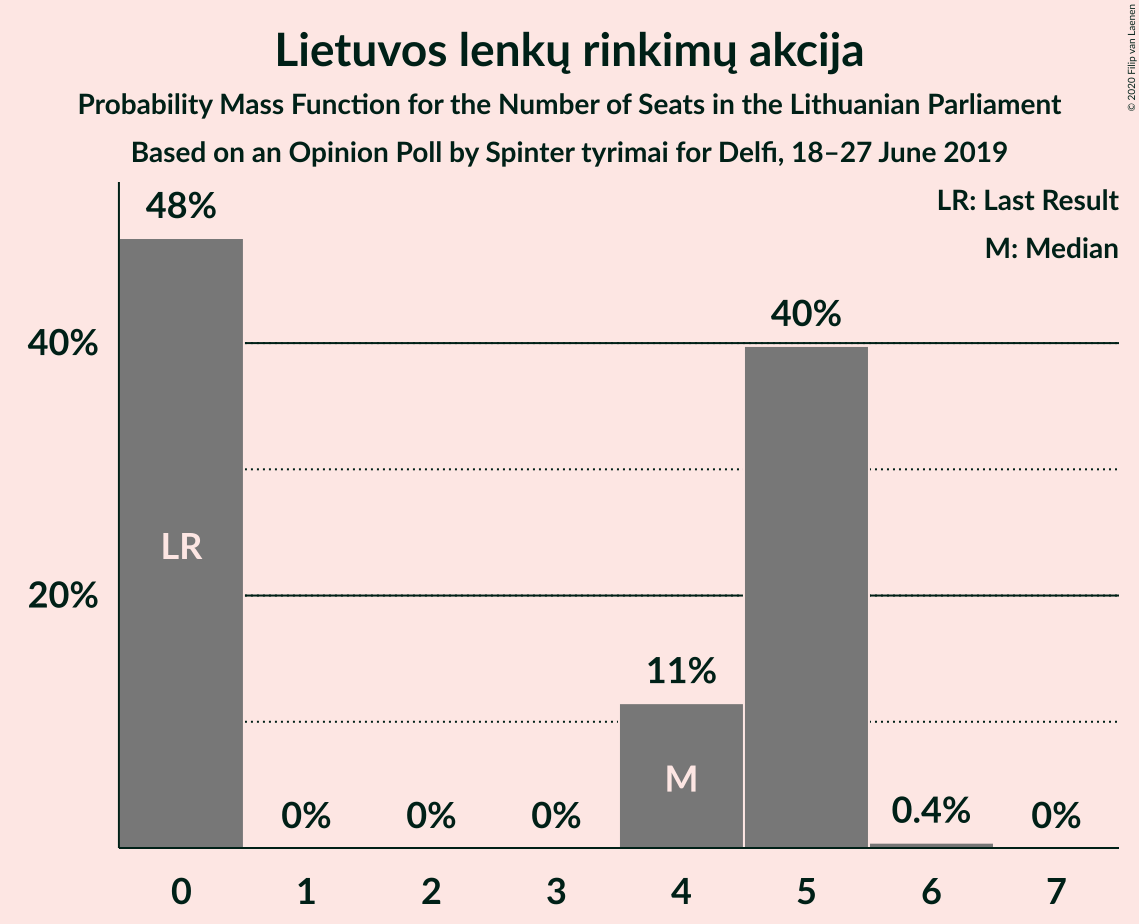 Lietuvos lenkų rinkimų akcija
Probability Mass Function for the Number of Seats in the Lithuanian Parliament
Based on an Opinion Poll by Spinter tyrimai for Delfi, 18–27 June 2019
© 2020 Filip van Laenen
LR: Last Result
M: Median
48%
40%
40%
LR
20%
11%
M
0%
0%
0%
0.4%
0%
0
1
2
3
4
5
6
7